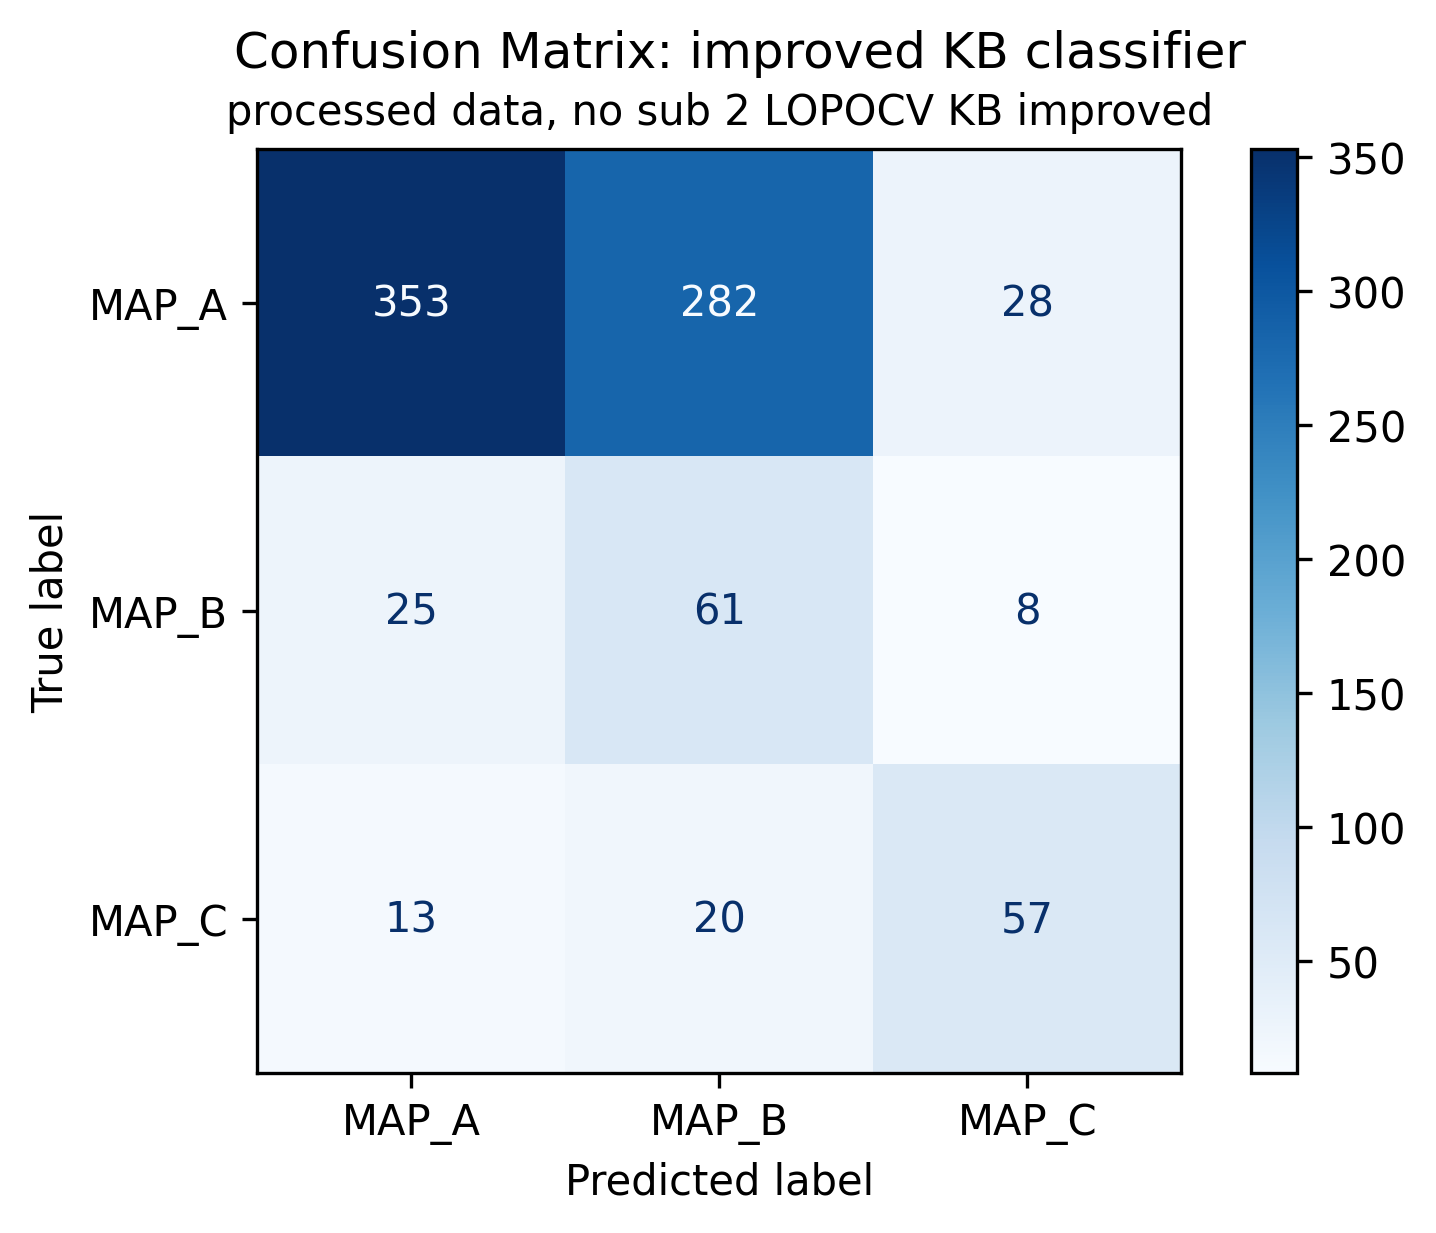 Confusion Matrix: improved KB classifier
processed data, no sub 2 LOPOCV KB improved
True label
MAP_A
353 282 28
MAP_B
25 61 8
MAP_C
13 20 57
MAP_A MAP_B MAP_C
Predicted label
350
300
250
200
150
100
50